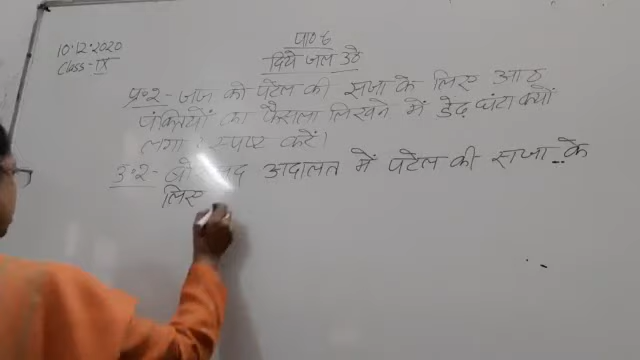 10.12.2020
Class-IX
पाठ-6
दिये जल उठे
प्र०२- जज को पटेल की सजा के लिए आठ
पंक्तियों का फैसला लिखने में डेढ़ घंटा क्यों
लगा? स्पष्ट करें।
उ०२- अदालत में पटेल की सजा के
लिए